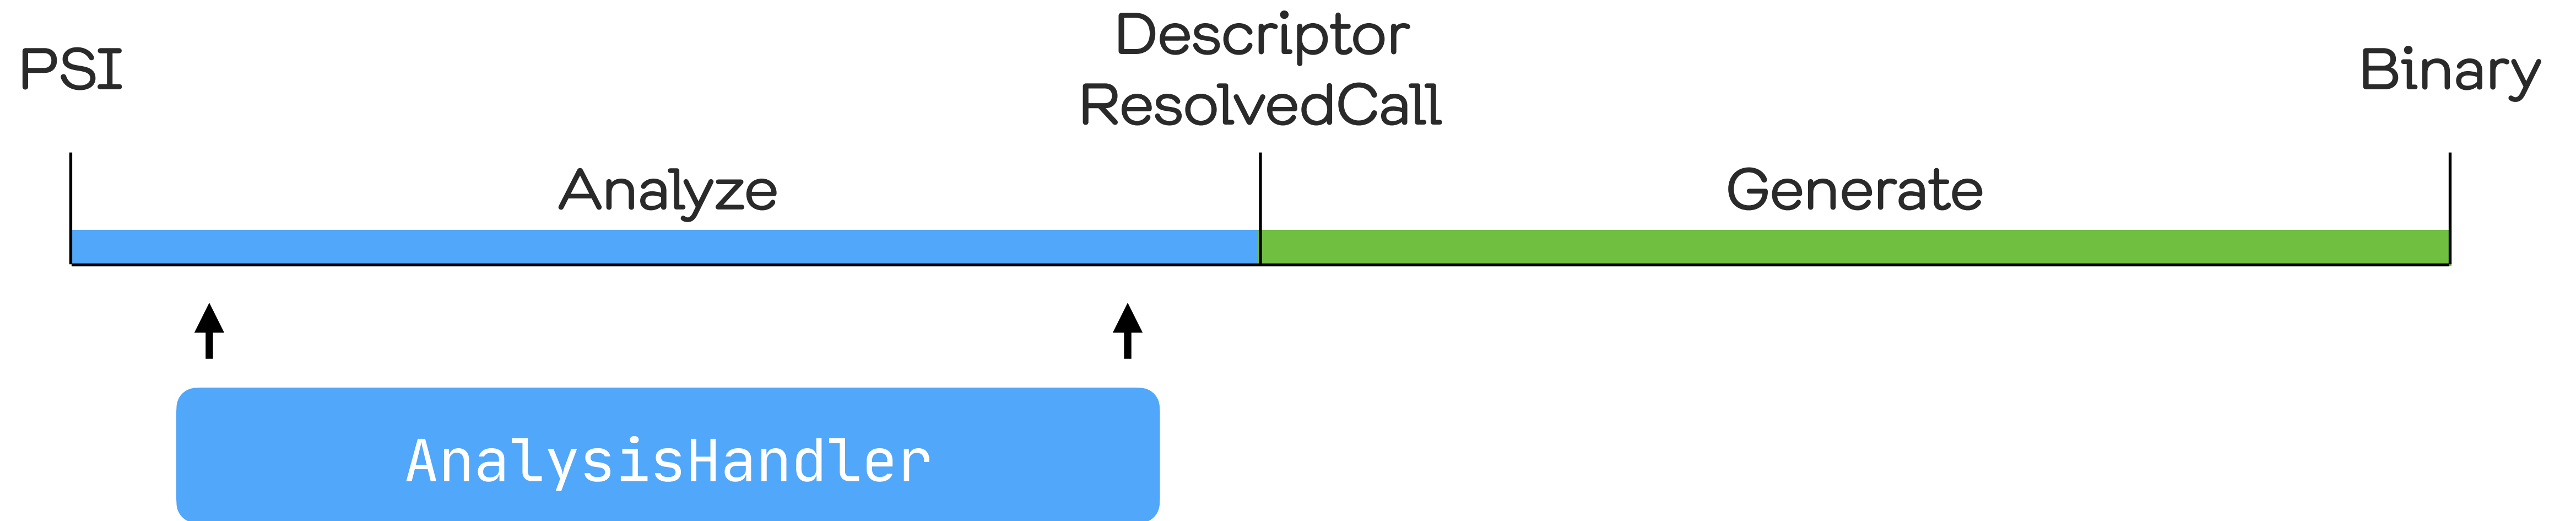 PSI
Descriptor
ResolvedCall
Binary
Analyze
Generate
AnalysisHandler